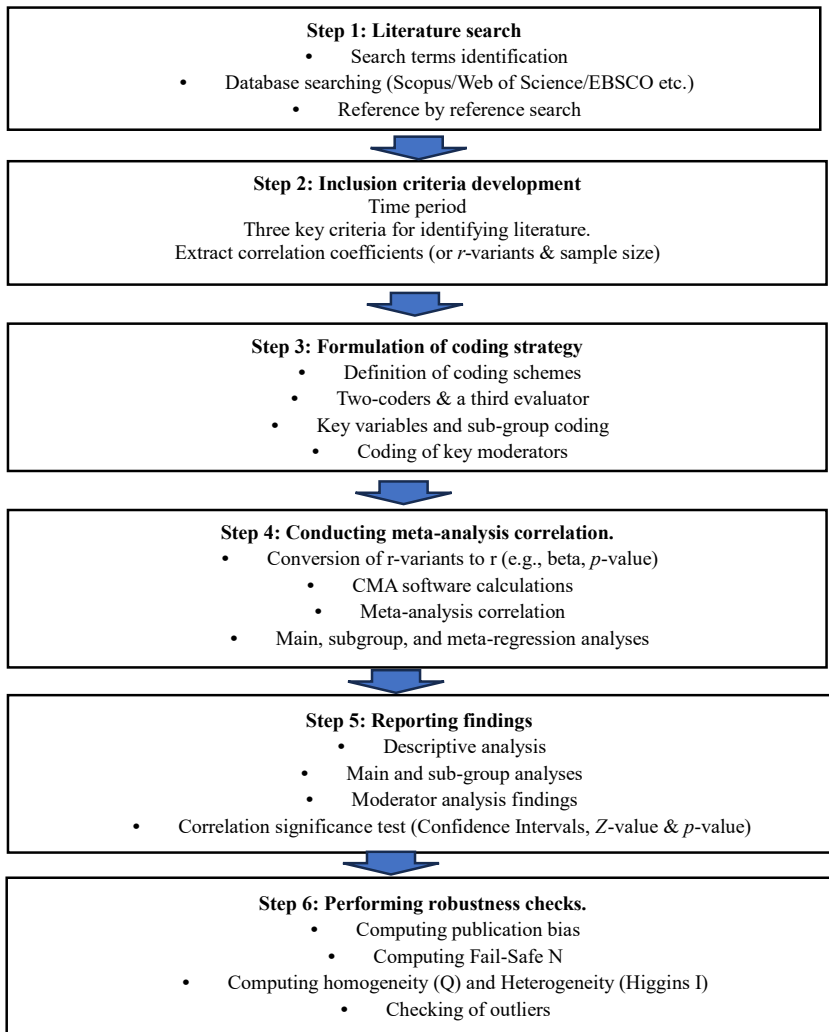 Step 1: Literature search
• Search terms identification
• Database searching (Scopus/Web of Science/EBSCO etc.)
• Reference by reference search
Step 2: Inclusion criteria development
Time period
Three key criteria for identifying literature.
Extract correlation coefficients (or r-variants & sample size)
Step 3: Formulation of coding strategy
• Definition of coding schemes
• Two-coders & a third evaluator
• Key variables and sub-group coding
• Coding of key moderators
Step 4: Conducting meta-analysis correlation.
• Conversion of r-variants to r (e.g., beta, p-value)
• CMA software calculations
• Meta-analysis correlation
• Main, subgroup, and meta-regression analyses
Step 5: Reporting findings
• Descriptive analysis
• Main and sub-group analyses
• Moderator analysis findings
• Correlation significance test (Confidence Intervals, Z-value & p-value)
Step 6: Performing robustness checks.
• Computing publication bias
• Computing Fail-Safe N
• Computing homogeneity (Q) and Heterogeneity (Higgins I)
• Checking of outliers